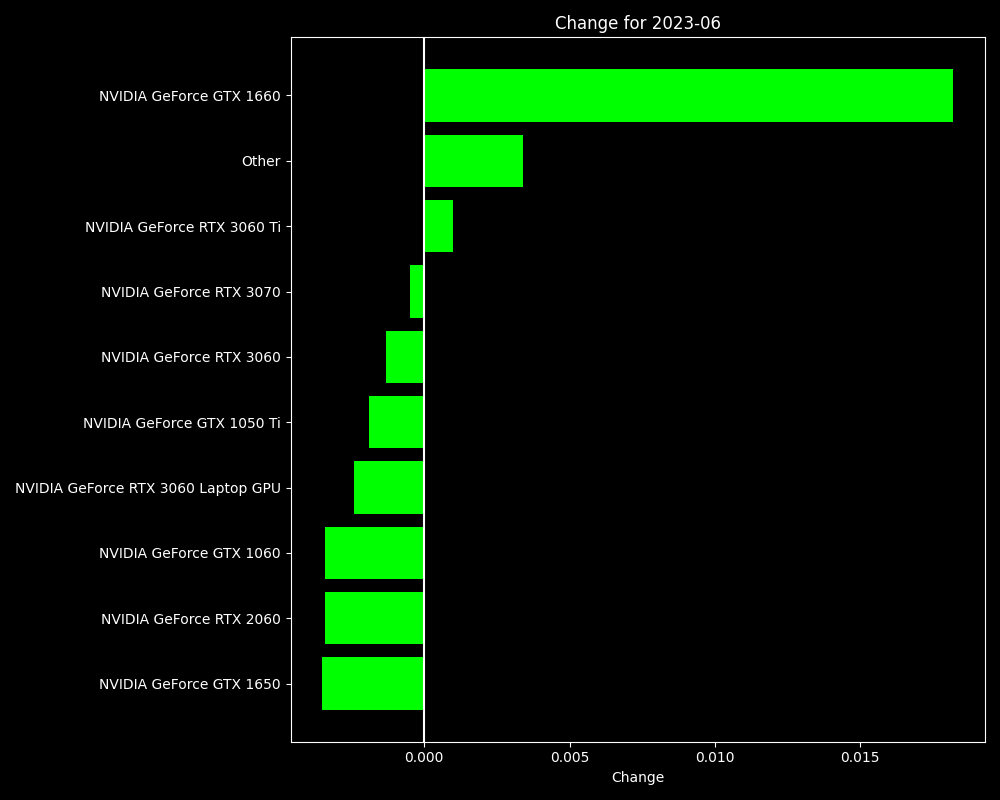 Change for 2023-06
NVIDIA GeForce GTX 1660
Other
NVIDIA GeForce RTX 3060 Ti
NVIDIA GeForce RTX 3070
NVIDIA GeForce RTX 3060
NVIDIA GeForce GTX 1050 Ti
NVIDIA GeForce RTX 3060 Laptop GPU
NVIDIA GeForce GTX 1060
NVIDIA GeForce RTX 2060
NVIDIA GeForce GTX 1650
0.000 0.005 0.010 0.015
Change